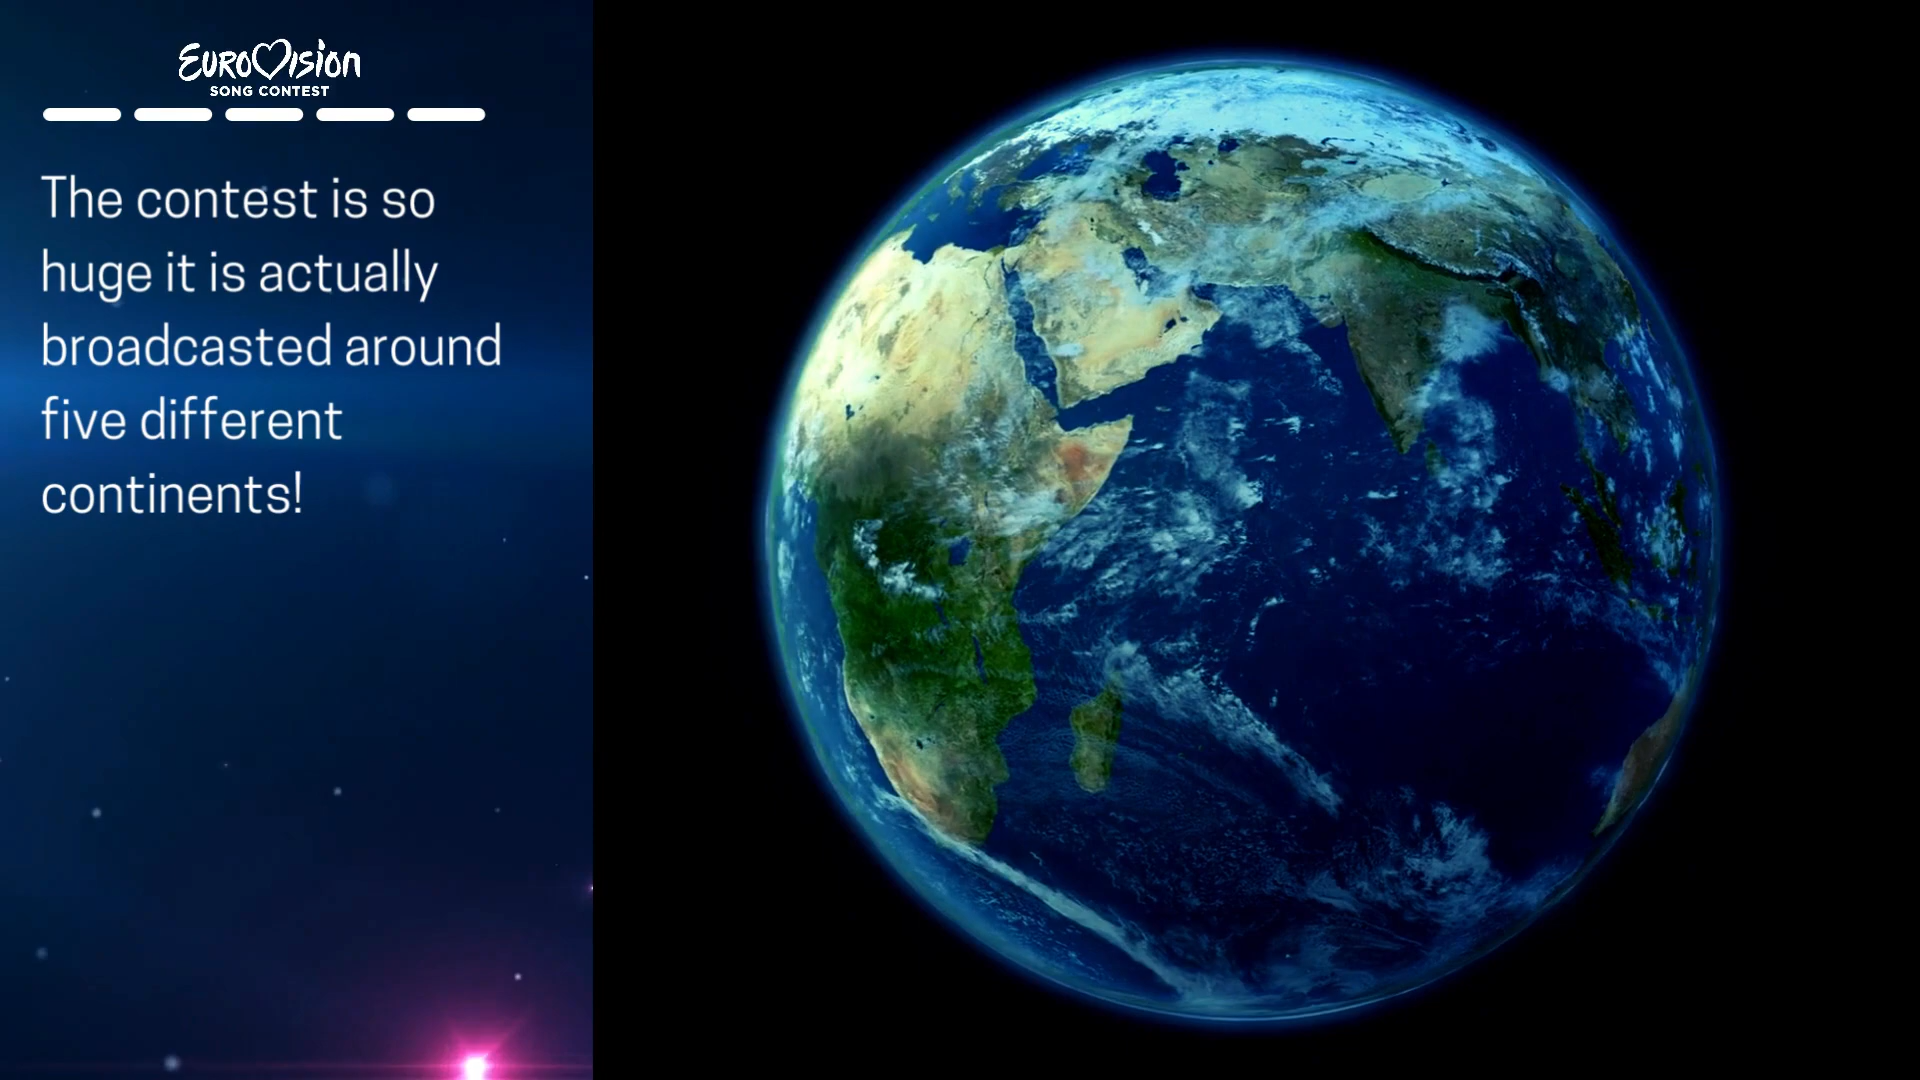 EUROVISION
SONG CONTEST
The contest is so
huge it is actually
broadcasted around
five different
continents!